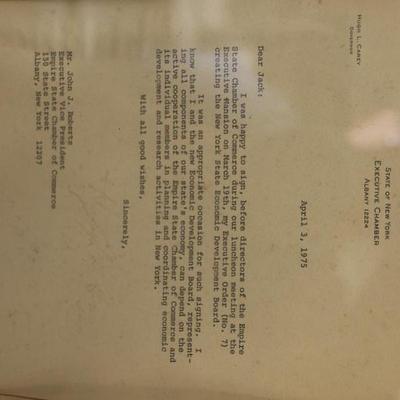 STATE OF NEW YORK
EXECUTIVE CHAMBER
ALBANY 12224
HUGH L. CAREY
GOVERNOR
April 3, 1975
Dear Jack:
I was happy to sign, before directors of the Empire
State Chamber of Commerce during our luncheon meeting at the
Executive Mansion on March 19th, my Executive Order (No. 7)
creating the New York State Economic Development Board.
It was an appropriate occasion for such signing. I
know that I and the new Economic Development Board, represent-
ing all components of our state's economy, can depend on the
active cooperation of the Empire State Chamber of Commerce and
its individual members in planning and coordinating economic
development and research activities in New York.
With all good wishes,
Sincerely,
Mr. John J. Roberts
Executive Vice President
Empire State Chamber of Commerce
150 State Street
Albany, New York 12207